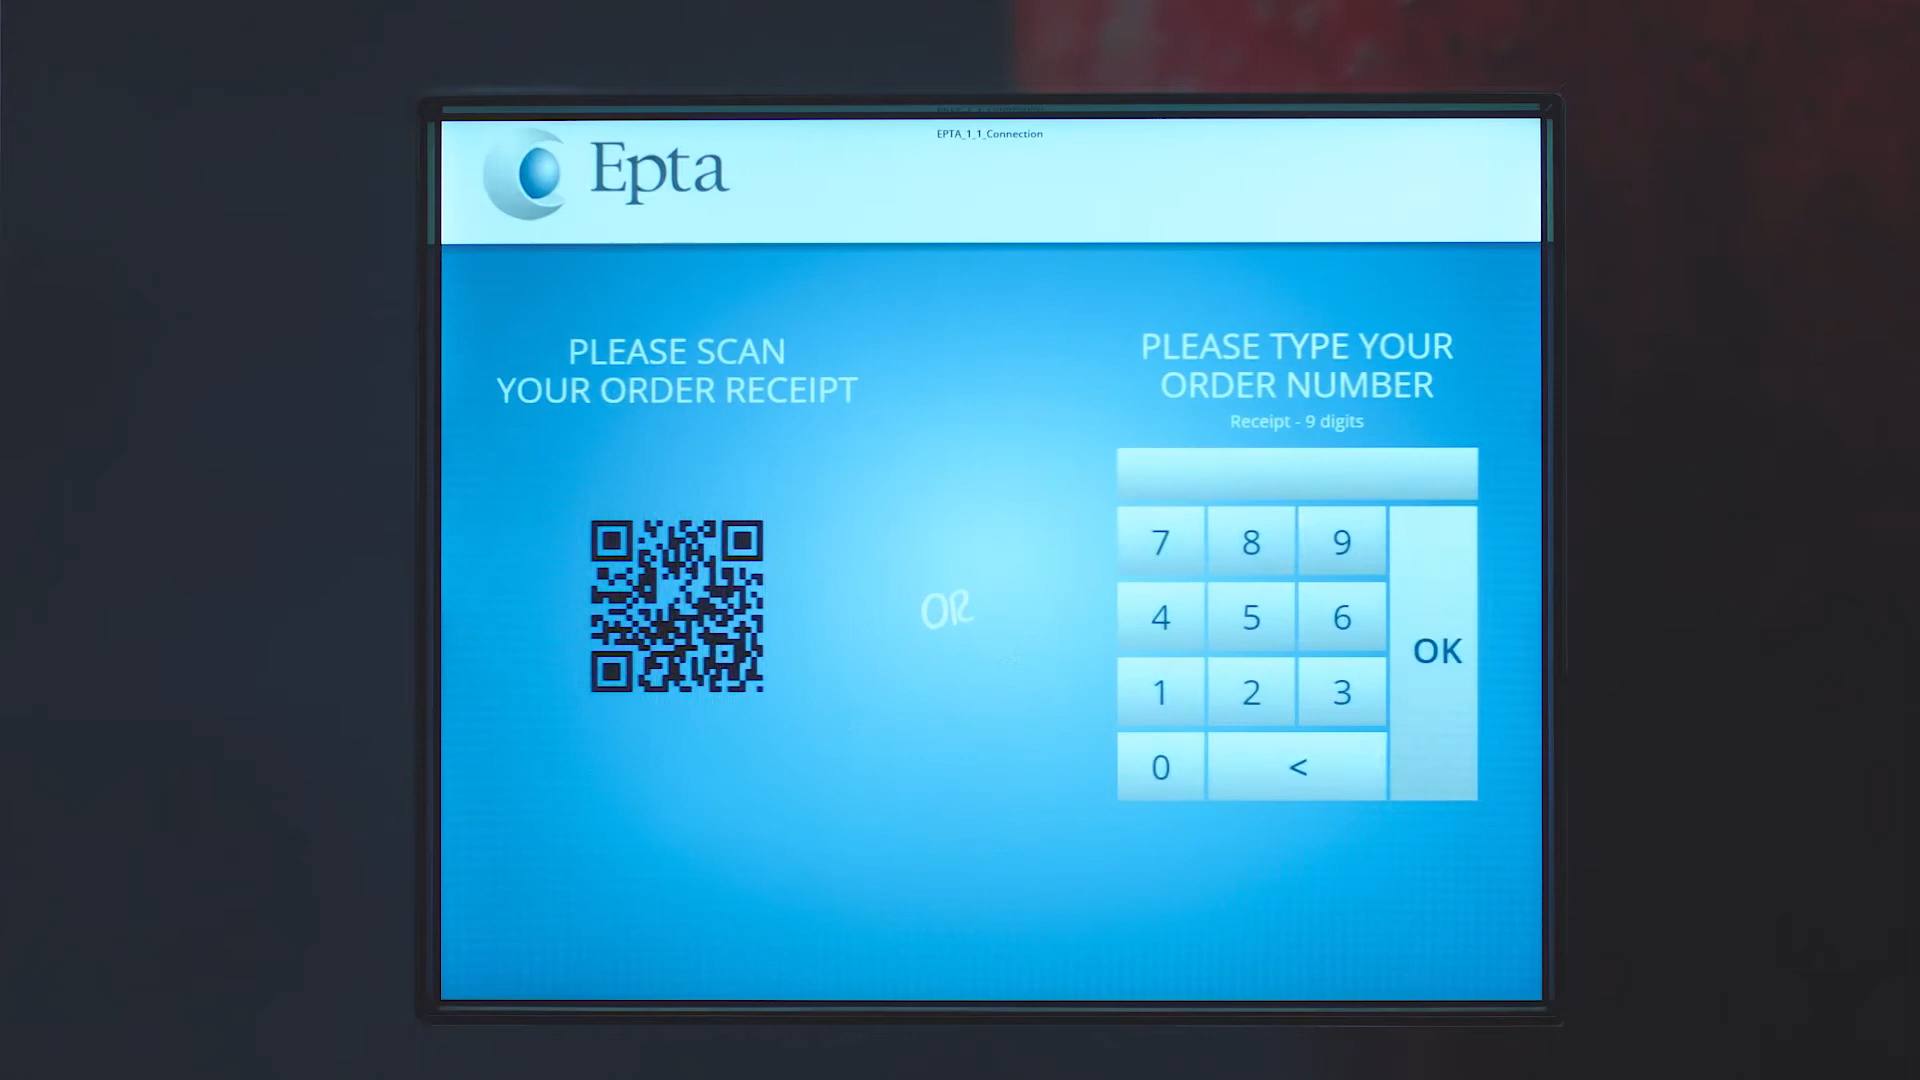 EPTA_1_1_Connection
Epta
PLEASE SCAN
YOUR ORDER RECEIPT
OR
PLEASE TYPE YOUR
ORDER NUMBER
Receipt - 9 digits
7 8 9
4 5 6
OK
1 2 3
0 <